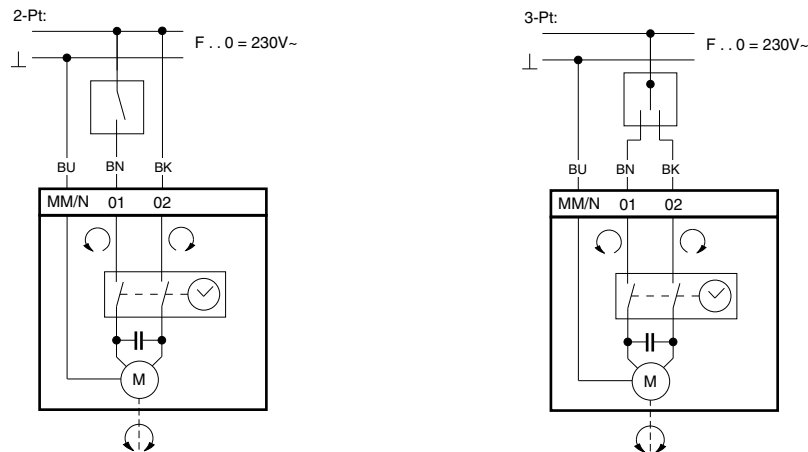 2-Pt:
F . . 0 = 230V~
BU BN BK
MM/N 01 02
M
3-Pt:
F . . 0 = 230V~
BU BN BK
MM/N 01 02
M